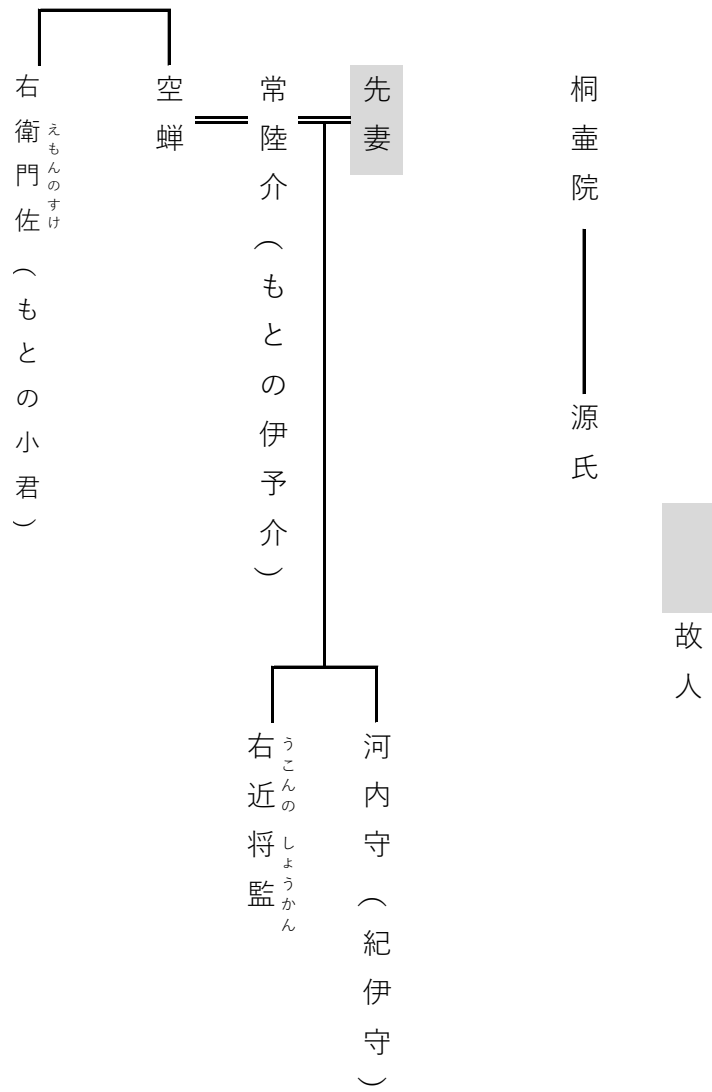 故人
桐壷院
源氏
先妻
常陸介（もとの伊予介）
空蝉
右衛門佐（もとの小君）
えもんのすけ
河内守（紀伊守）
右近将監
うこんの しょうかん